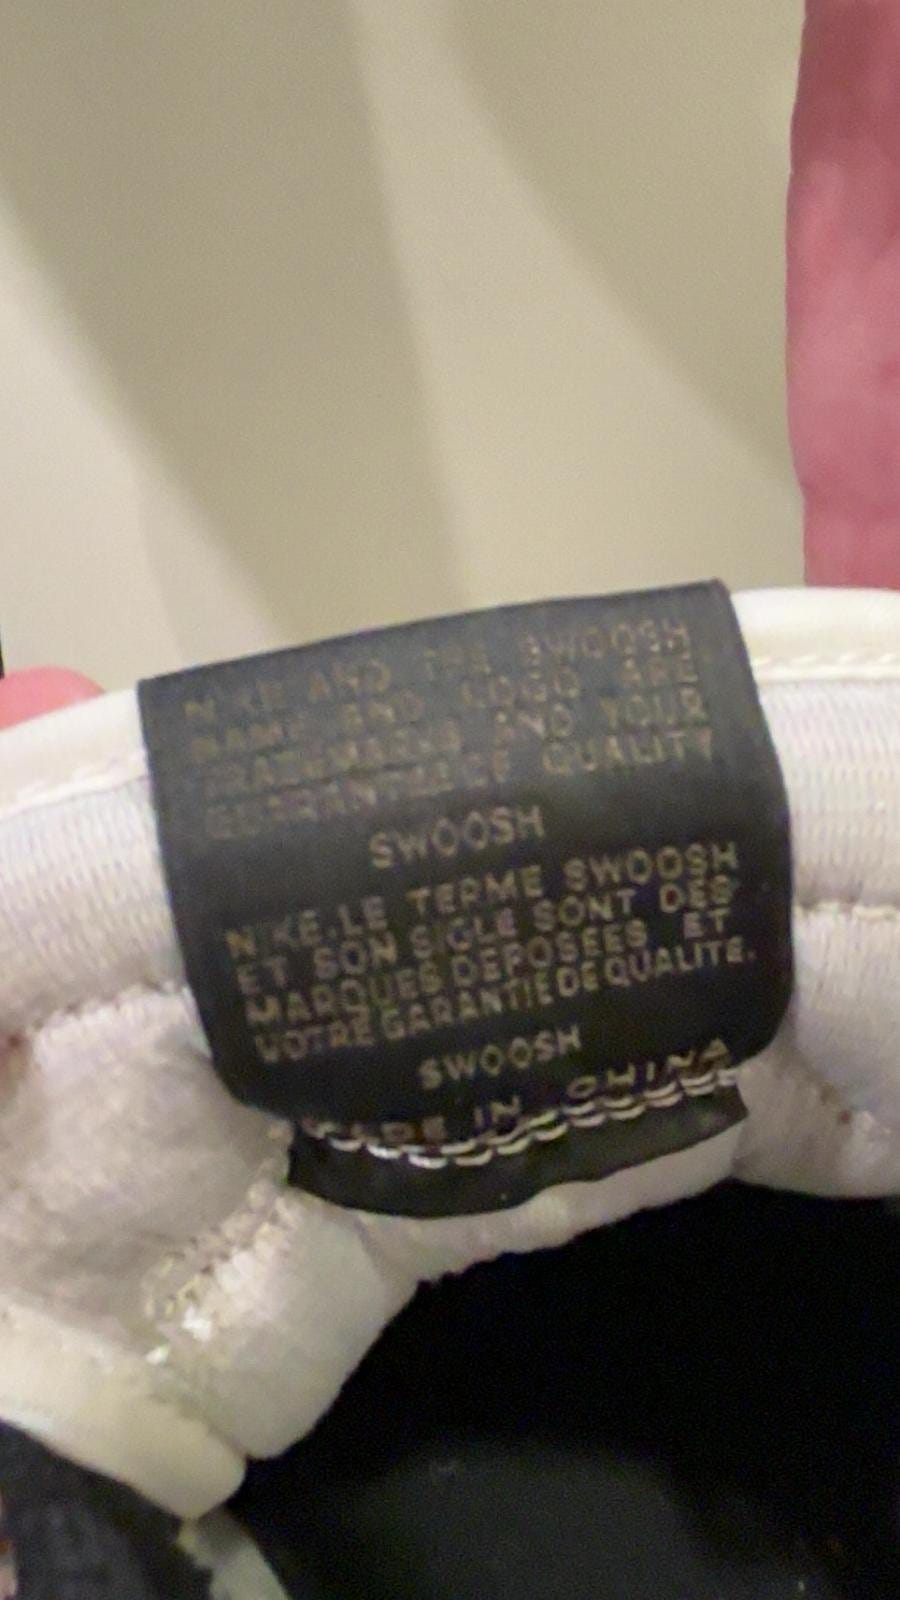 NIKE AND THE SWOOSH
NAME AND LOGO ARE
TRADEMARKS AND YOUR
GUARANTEE OF QUALITY
SWOOSH
NIKE.LE TERME SWOOSH
ET SON SIGLE SONT DES
MARQUES DEPOSEES ET
VOTRE GARANTIE DE QUALITE.
SWOOSH
MADE IN CHINA